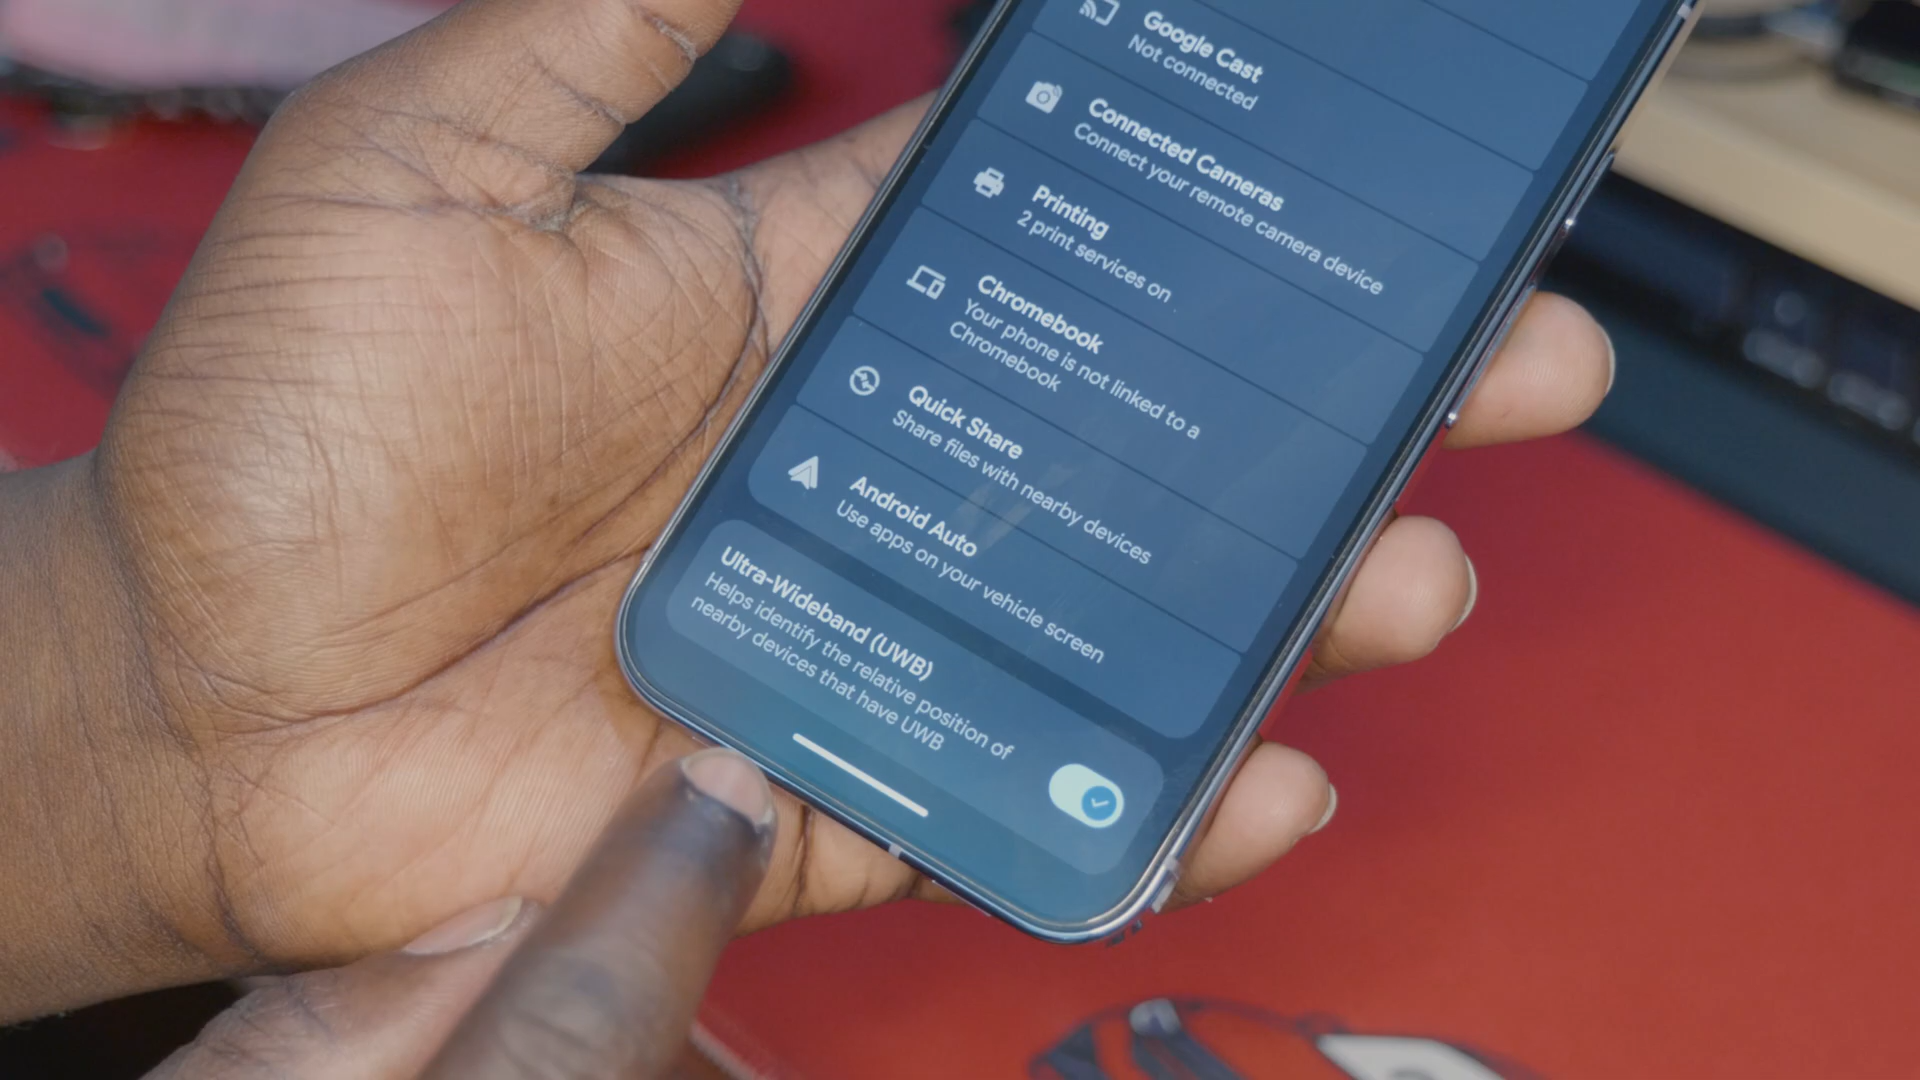 Google Cast
Not connected
Connected Cameras
Connect your remote camera device
Printing
2 print services on
Chromebook
Your phone is not linked to a
Chromebook
Quick Share
Share files with nearby devices
Android Auto
Use apps on your vehicle screen
Ultra-Wideband (UWB)
Helps identify the relative position of
nearby devices that have UWB